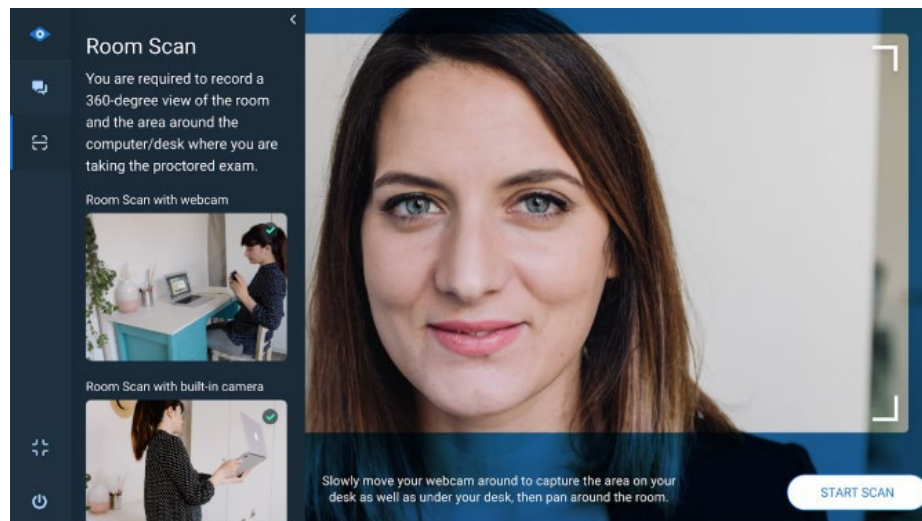 Room Scan
You are required to record a
360-degree view of the room
and the area around the
computer/desk where you are
taking the proctored exam.
Room Scan with webcam
Room Scan with built-in camera
Slowly move your webcam around to capture the area on your
desk as well as under your desk, then pan around the room.
START SCAN